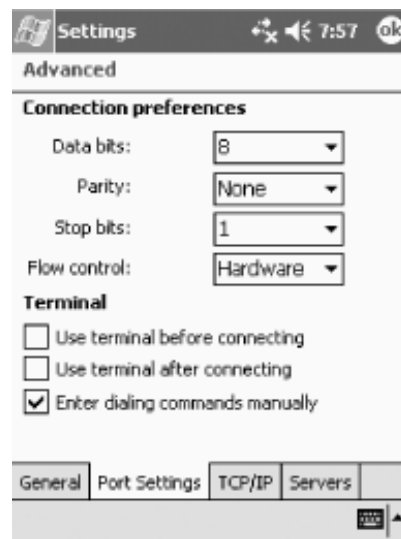 Settings 7:57 ok
Advanced
Connection preferences
Data bits: 8
Parity: None
Stop bits: 1
Flow control: Hardware
Terminal
Use terminal before connecting
Use terminal after connecting
Enter dialing commands manually
General Port Settings TCP/IP Servers